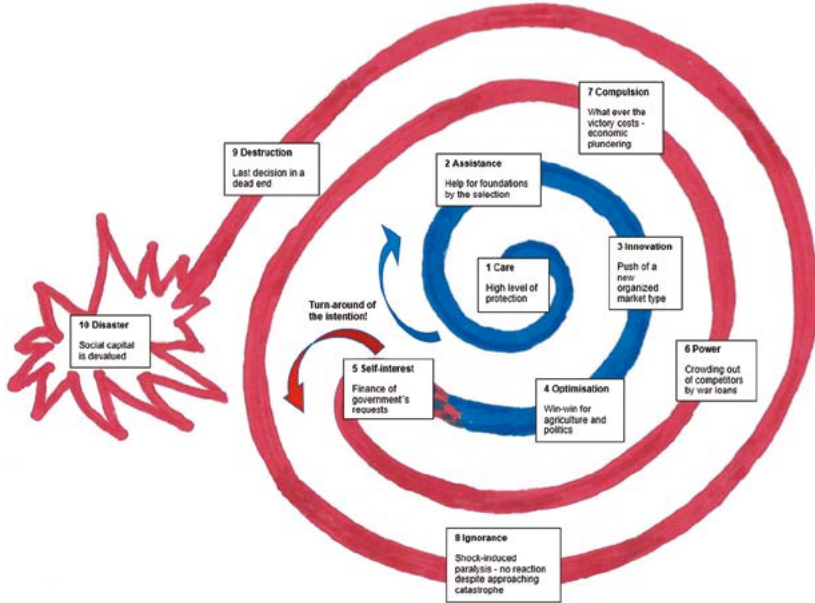 7 Compulsion
What ever the
victory costs -
economic
plundering
9 Destruction
Last decision in a
dead end
2 Assistance
Help for foundations
by the selection
3 Innovation
Push of a
new
organized
market type
1 Care
High level of
protection
Turn-around of
the intention!
10 Disaster
Social capital
is devalued
5 Self-interest
Finance of
government´s
requests
6 Power
Crowding out
of competitors
by war loans
4 Optimisation
Win-win for
agriculture and
politics
8 Ignorance
Shock-induced
paralysis - no reaction
despite approaching
catastrophe